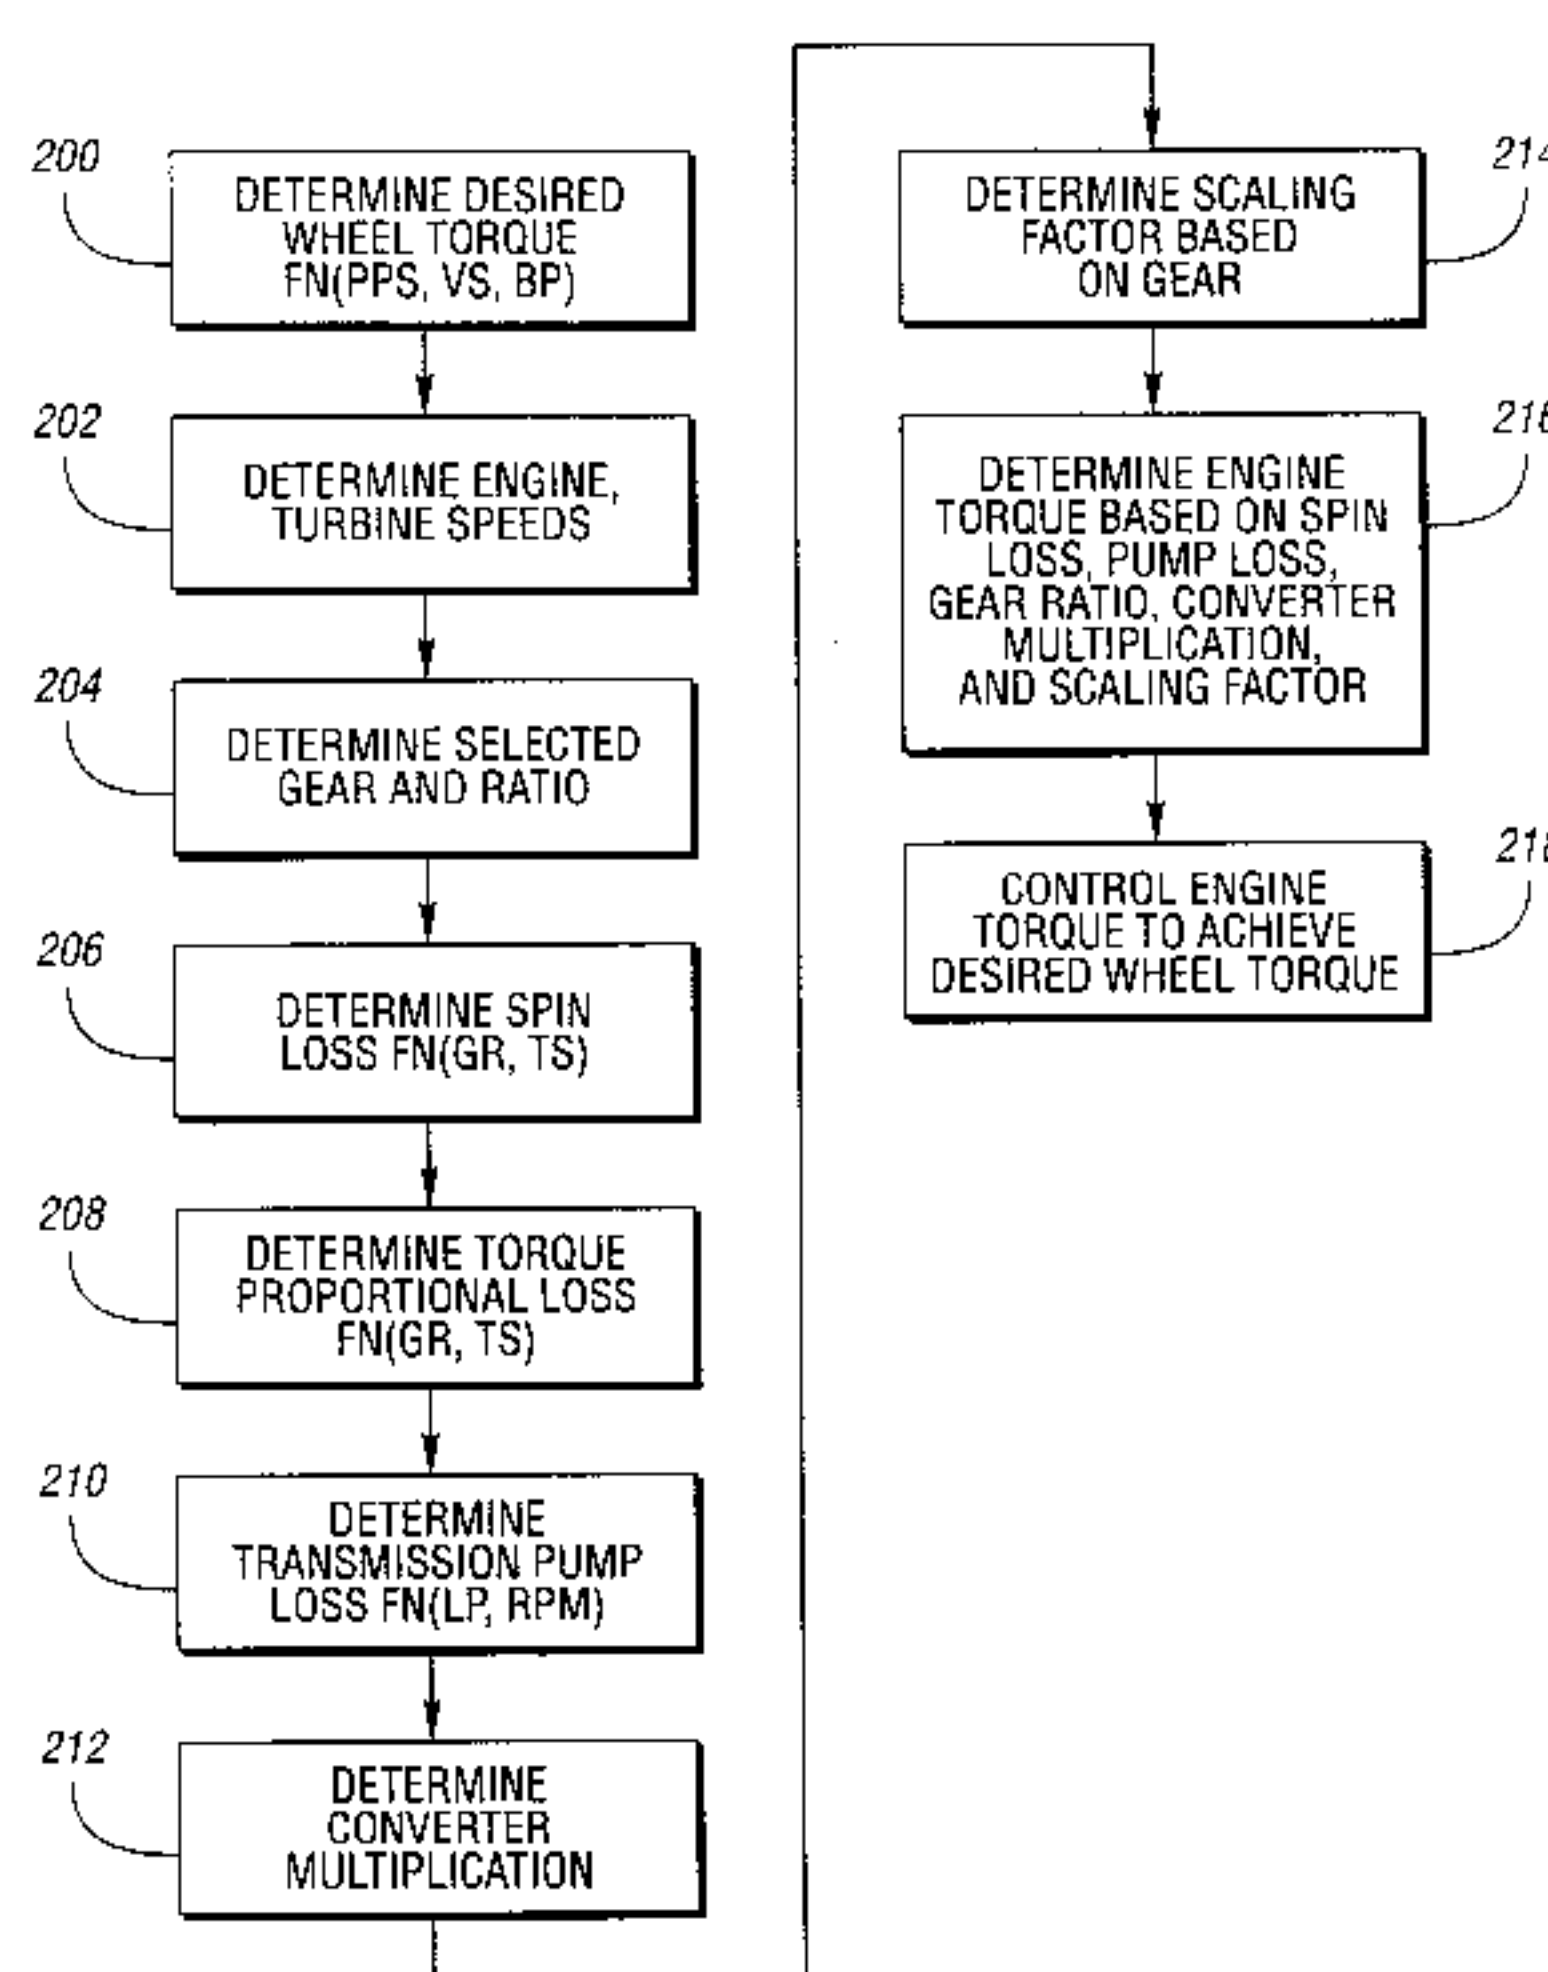 200
DETERMINE DESIRED
WHEEL TORQUE
FN(PPS, VS, BP)
202
DETERMINE ENGINE,
TURBINE SPEEDS
204
DETERMINE SELECTED
GEAR AND RATIO
206
DETERMINE SPIN
LOSS FN(GR, TS)
208
DETERMINE TORQUE
PROPORTIONAL LOSS
FN(GR, TS)
210
DETERMINE
TRANSMISSION PUMP
LOSS FN(LP, RPM)
212
DETERMINE
CONVERTER
MULTIPLICATION
214
DETERMINE SCALING
FACTOR BASED
ON GEAR
216
DETERMINE ENGINE
TORQUE BASED ON SPIN
LOSS, PUMP LOSS,
GEAR RATIO, CONVERTER
MULTIPLICATION,
AND SCALING FACTOR
218
CONTROL ENGINE
TORQUE TO ACHIEVE
DESIRED WHEEL TORQUE